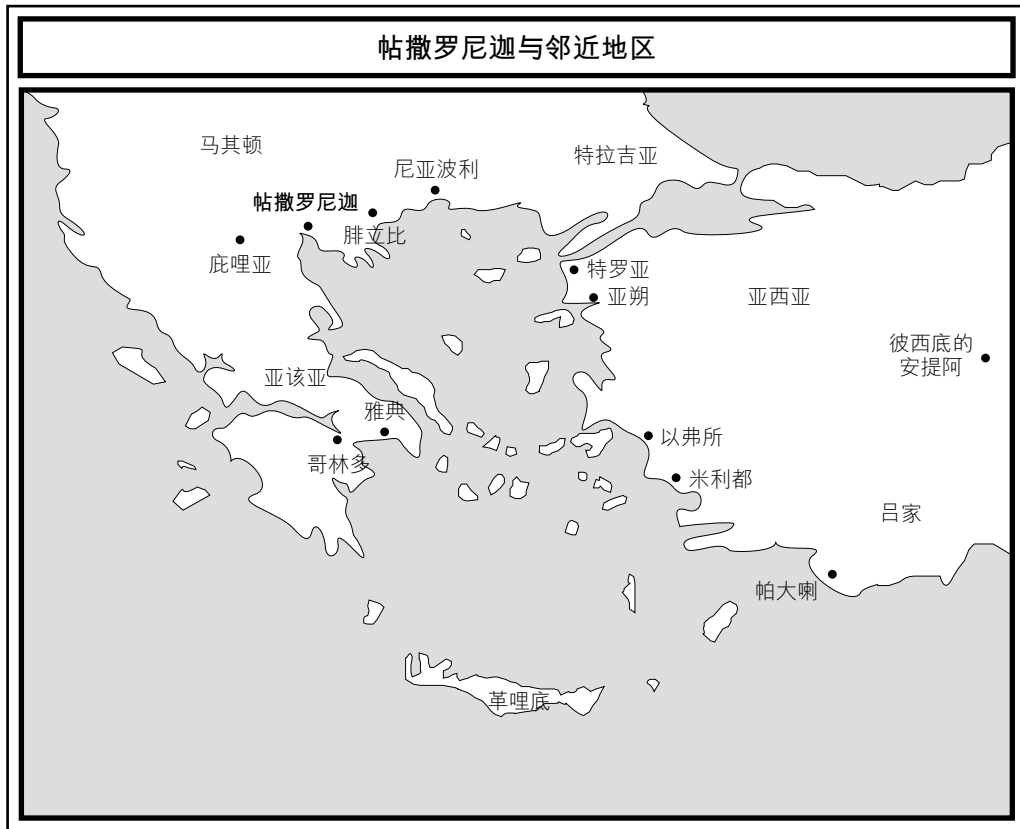 帖撒罗尼迦与邻近地区
马其顿
特拉吉亚
尼亚波利
帖撒罗尼迦
腓立比
庇哩亚
特罗亚
亚朔
亚西亚
彼西底的
安提阿
亚该亚
雅典
哥林多
以弗所
米利都
吕家
帕大喇
革哩底